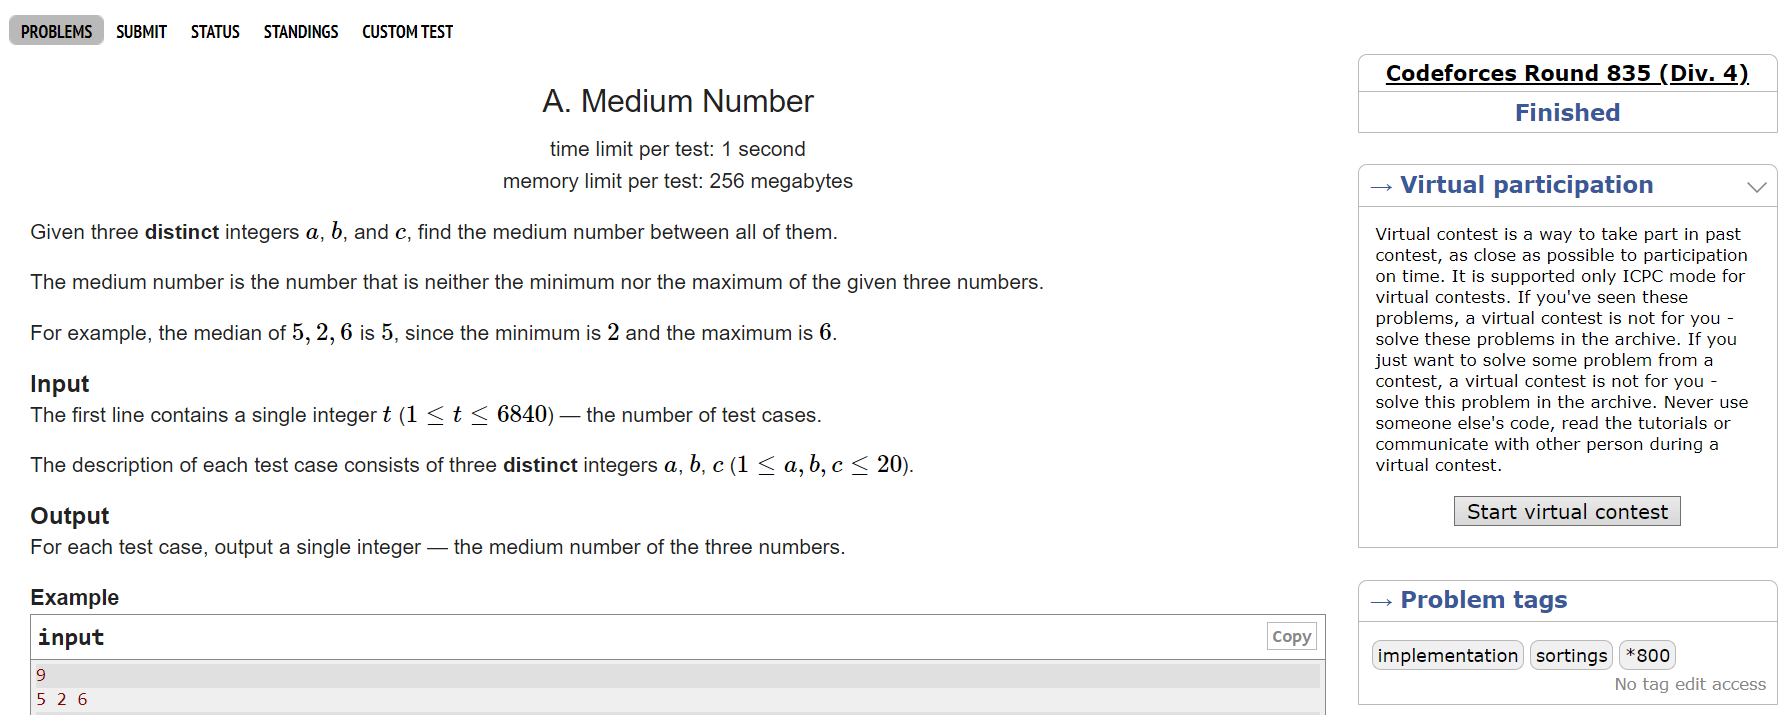 PROBLEMS SUBMIT STATUS STANDINGS CUSTOM TEST
A. Medium Number
time limit per test: 1 second
memory limit per test: 256 megabytes
Given three distinct integers a, b, and c, find the medium number between all of them.
The medium number is the number that is neither the minimum nor the maximum of the given three numbers.
For example, the median of 5, 2, 6 is 5, since the minimum is 2 and the maximum is 6.
Input
The first line contains a single integer t (1 ≤ t ≤ 6840) — the number of test cases.
The description of each test case consists of three distinct integers a, b, c (1 ≤ a, b, c ≤ 20).
Output
For each test case, output a single integer — the medium number of the three numbers.
Example
input
Copy
9
5 2 6
Codeforces Round 835 (Div. 4)
Finished
→ Virtual participation
Virtual contest is a way to take part in past
contest, as close as possible to participation
on time. It is supported only ICPC mode for
virtual contests. If you've seen these
problems, a virtual contest is not for you -
solve these problems in the archive. If you
just want to solve some problem from a
contest, a virtual contest is not for you -
solve this problem in the archive. Never use
someone else's code, read the tutorials or
communicate with other person during a
virtual contest.
Start virtual contest
→ Problem tags
implementation sortings *800
No tag edit access